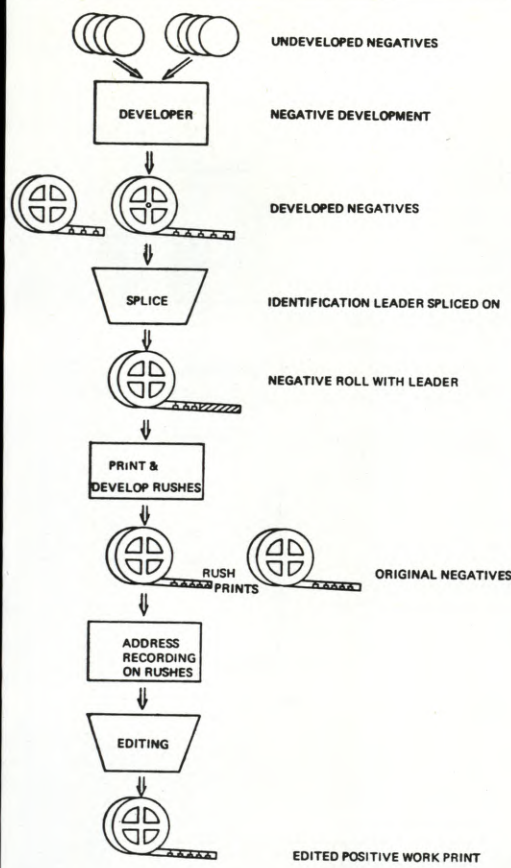 UNDEVELOPED NEGATIVES
DEVELOPER
NEGATIVE DEVELOPMENT
DEVELOPED NEGATIVES
SPLICE
IDENTIFICATION LEADER SPLICED ON
NEGATIVE ROLL WITH LEADER
PRINT &
DEVELOP RUSHES
RUSH
PRINTS
ORIGINAL NEGATIVES
ADDRESS
RECORDING
ON RUSHES
EDITING
EDITED POSITIVE WORK PRINT